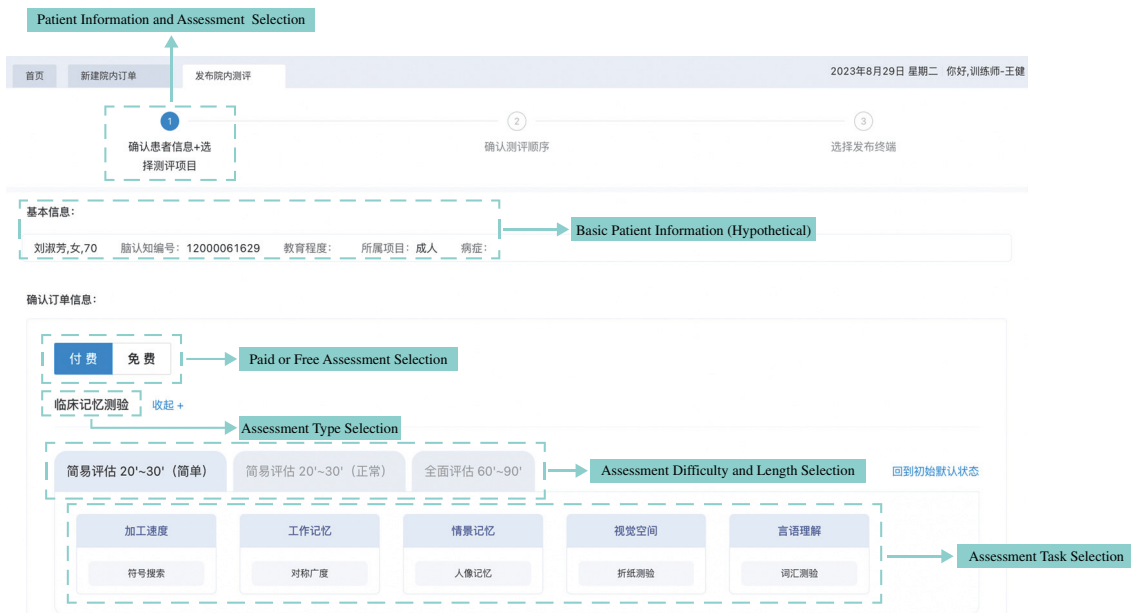 Patient Information and Assessment Selection
首页 新建院内订单 发布院内测评 2023年8月29日 星期二 你好,训练师-王健
1 2 3
确认患者信息+选
择测评项目
确认测评顺序
选择发布终端
基本信息:
Basic Patient Information (Hypothetical)
刘淑芳,女,70 脑认知编号: 12000061629 教育程度: 所属项目: 成人 病症:
确认订单信息:
付费 免费
Paid or Free Assessment Selection
临床记忆测验 收起 +
Assessment Type Selection
简易评估 20'~30'（简单） 简易评估 20'~30'（正常） 全面评估 60'~90'
Assessment Difficulty and Length Selection
回到初始默认状态
加工速度 工作记忆 情景记忆 视觉空间 言语理解
Assessment Task Selection
符号搜索 对称广度 人像记忆 折纸测验 词汇测验